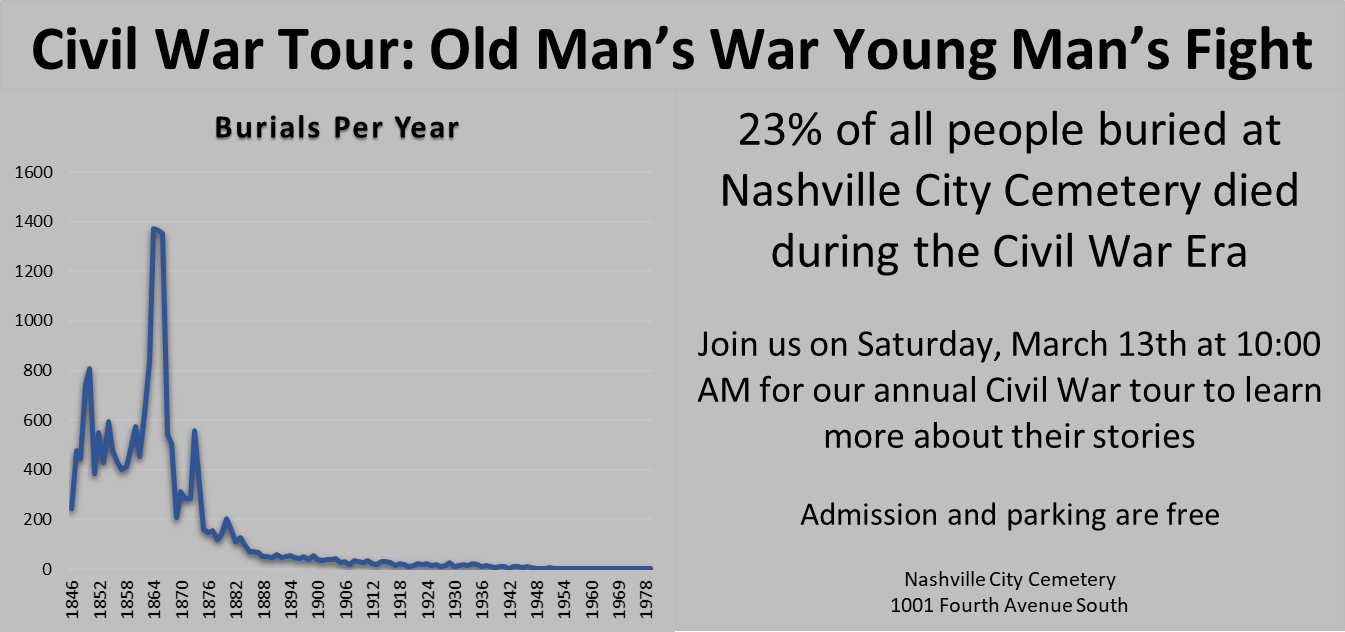 Civil War Tour: Old Man's War Young Man's Fight
Burials Per Year
1600
1400
1200
1000
800
600
400
200
0
1846 1852 1858 1864 1870 1876 1882 1888 1894 1900 1906 1912 1918 1924 1930 1936 1942 1948 1954 1960 1969 1978
23% of all people buried at
Nashville City Cemetery died
during the Civil War Era
Join us on Saturday, March 13th at 10:00
AM for our annual Civil War tour to learn
more about their stories
Admission and parking are free
Nashville City Cemetery
1001 Fourth Avenue South